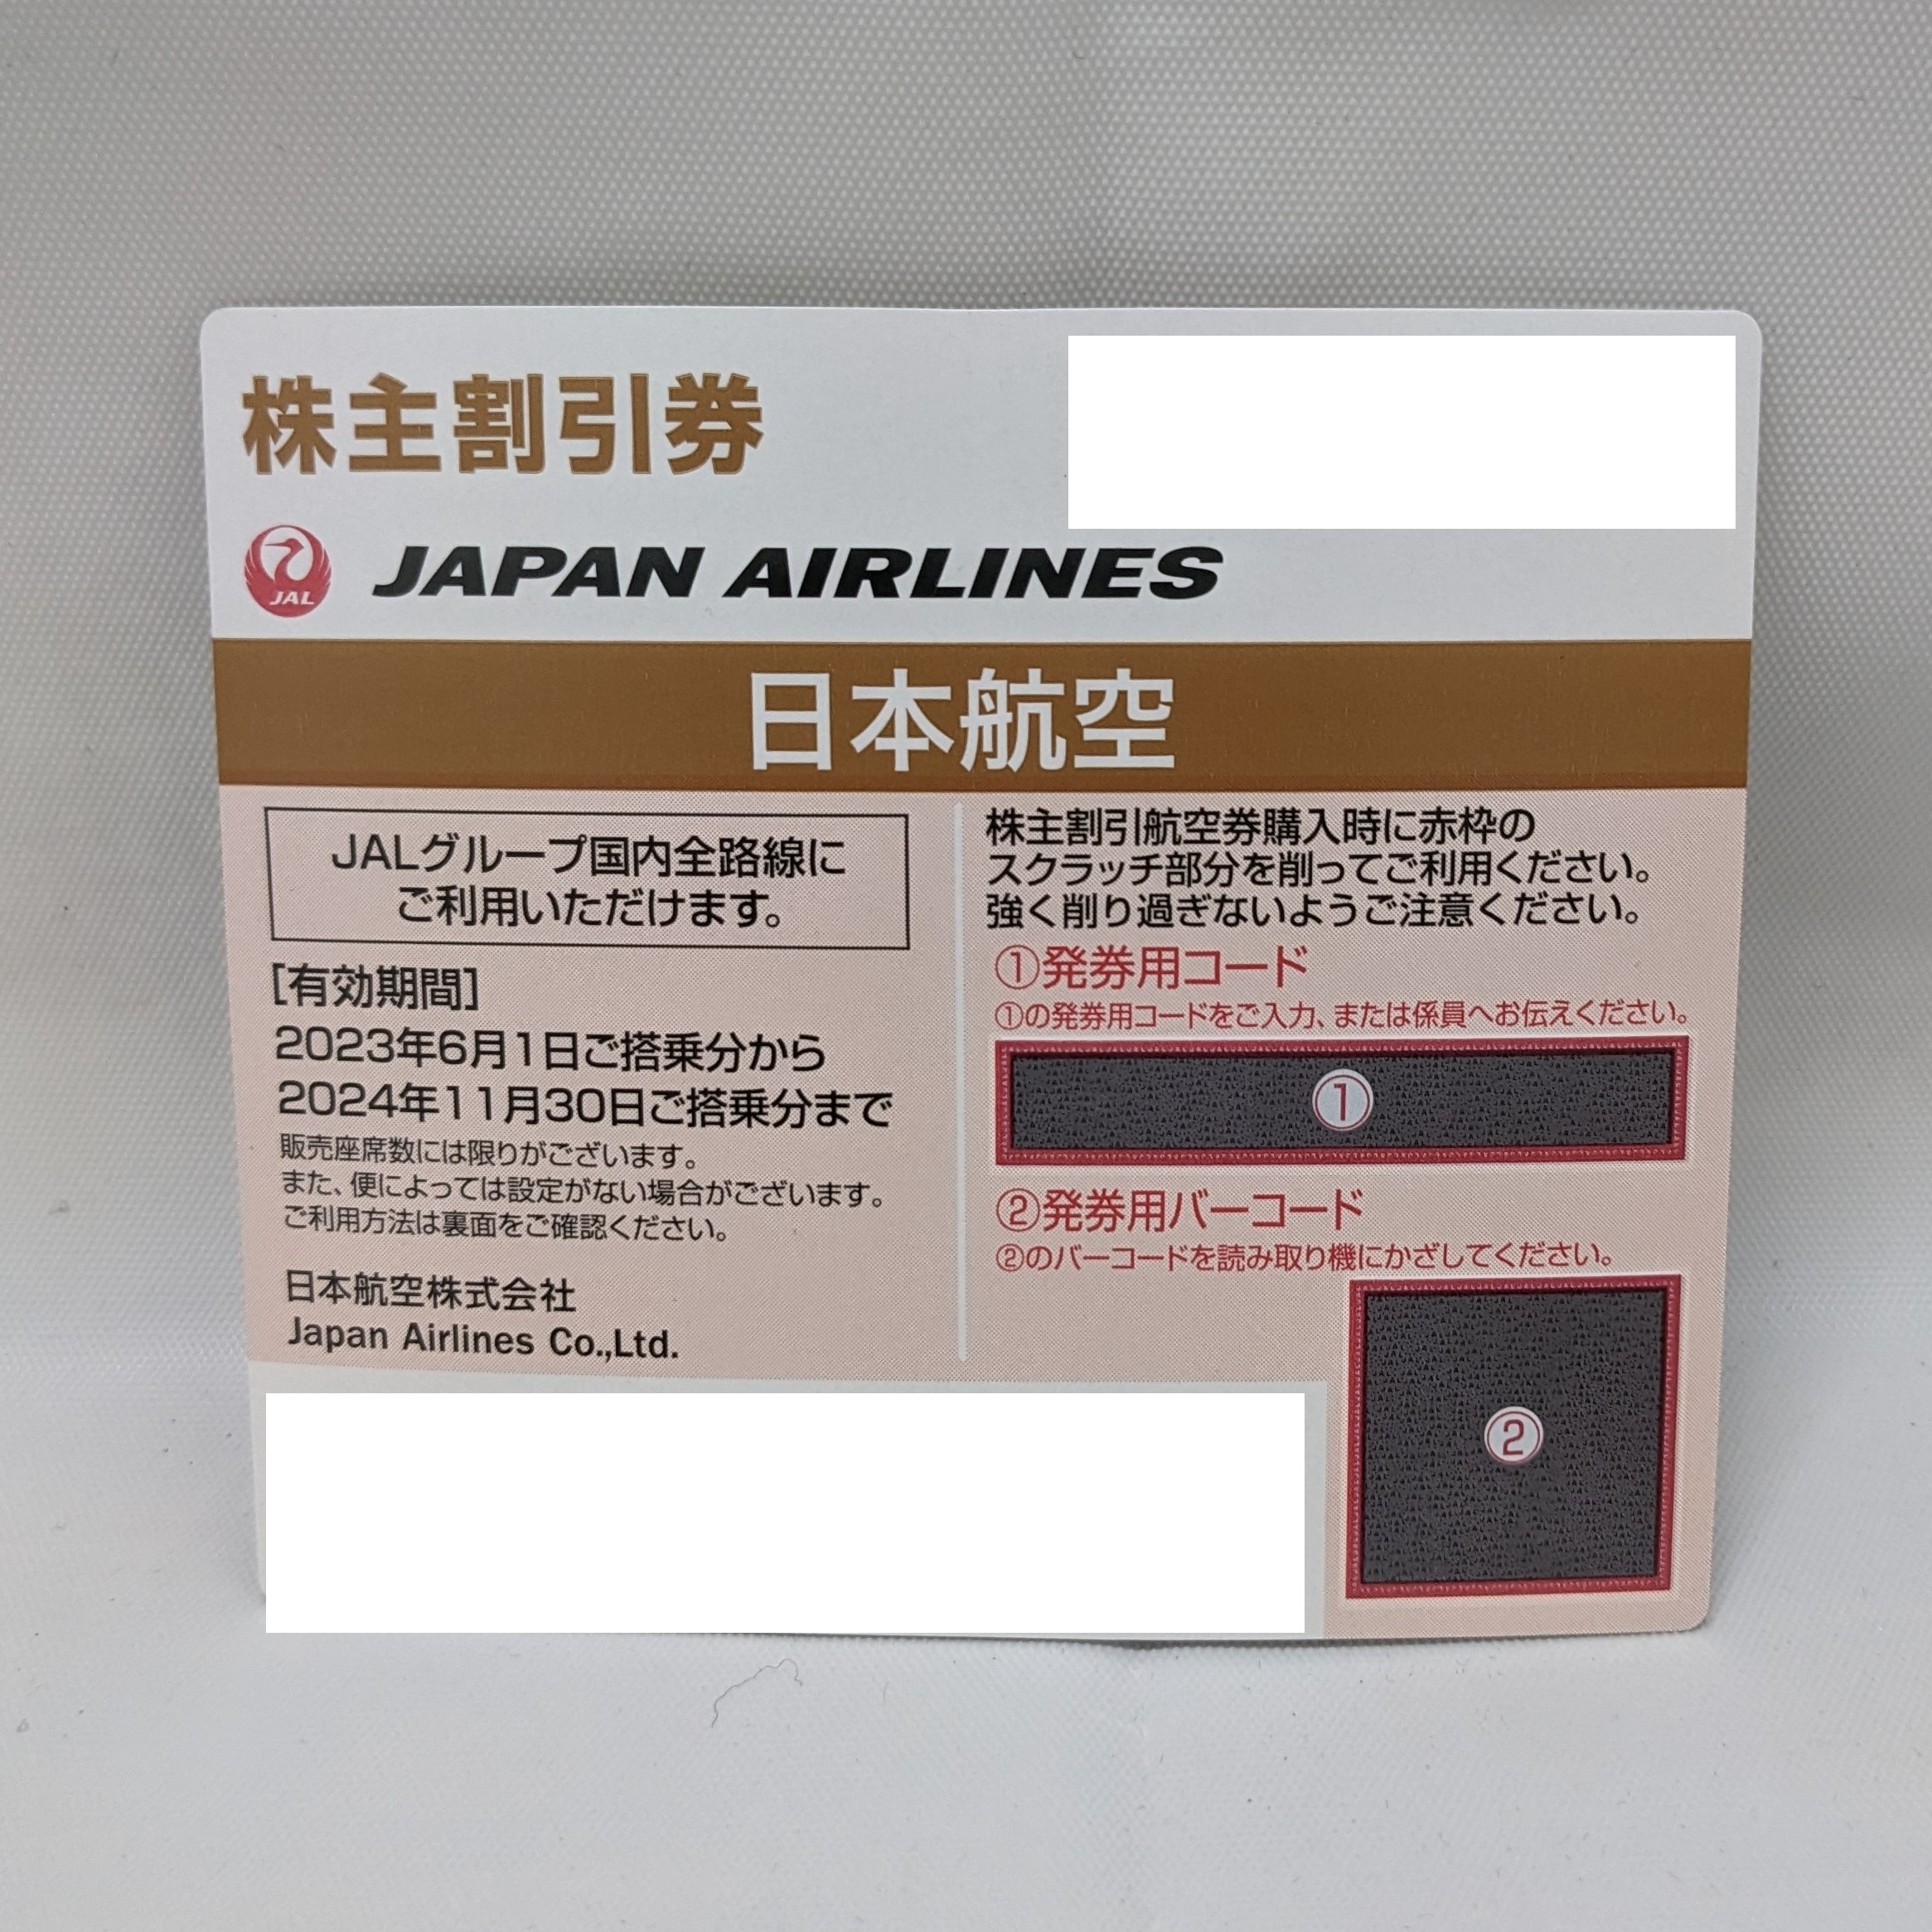 株主割引券
JAL
JAPAN AIRLINES
日本航空
JALグループ国内全路線に
ご利用いただけます。
[有効期間]
2023年6月1日ご搭乗分から
2024年11月30日ご搭乗分まで
販売座席数には限りがございます。
また、便によっては設定がない場合がございます。
ご利用方法は裏面をご確認ください。
日本航空株式会社
Japan Airlines Co.,Ltd.
株主割引航空券購入時に赤枠の
スクラッチ部分を削ってご利用ください。
強く削り過ぎないようご注意ください。
①発券用コード
①の発券用コードをご入力、または係員へお伝えください。
①
②発券用バーコード
②のバーコードを読み取り機にかざしてください。
②